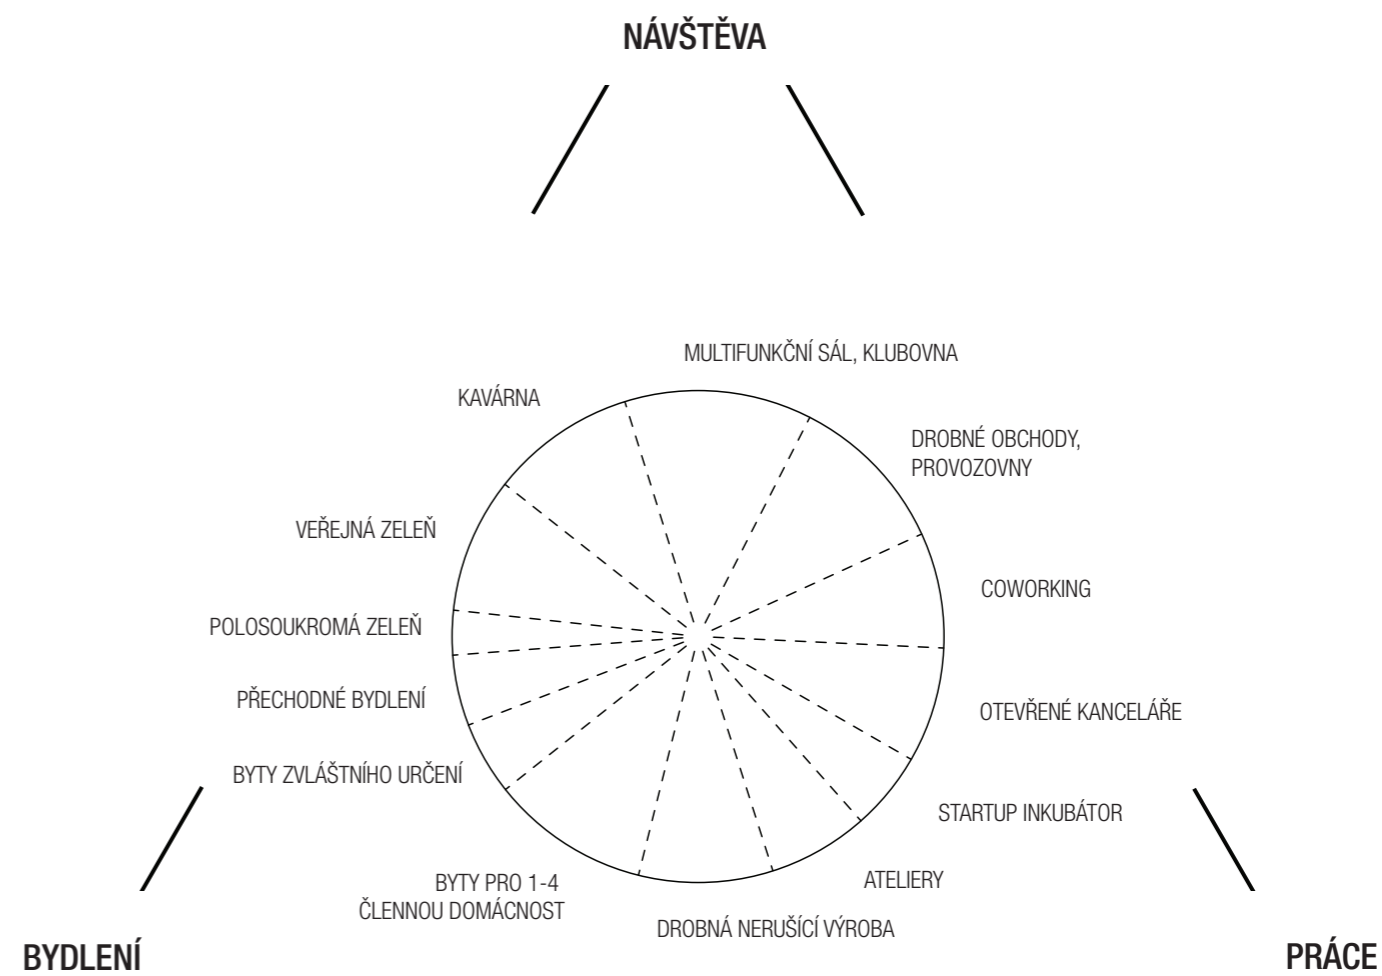 NÁVŠTĚVA
MULTIFUNKČNÍ SÁL, KLUBOVNA
KAVÁRNA
DROBNÉ OBCHODY,
PROVOZOVNY
VEŘEJNÁ ZELEŇ
COWORKING
POLOSOUKROMÁ ZELEŇ
PŘECHODNÉ BYDLENÍ
OTEVŘENÉ KANCELÁŘE
BYTY ZVLÁŠTNÍHO URČENÍ
STARTUP INKUBÁTOR
ATELIERY
BYTY PRO 1-4
ČLENNOU DOMÁCNOST
DROBNÁ NERUŠÍCÍ VÝROBA
BYDLENÍ
PRÁCE